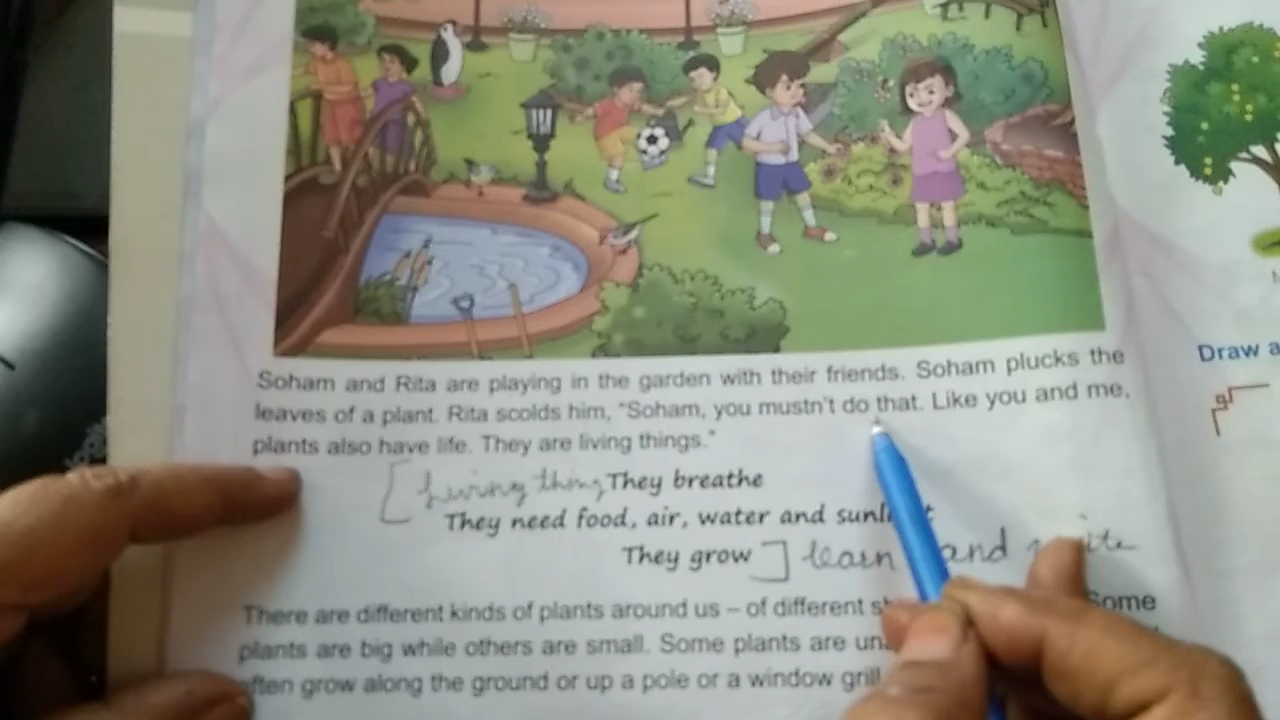 Soham and Rita are playing in the garden with their friends. Soham plucks the
leaves of a plant. Rita scolds him, "Soham, you mustn't do that. Like you and me,
plants also have life. They are living things."
[Living thing They breathe
They need food, air, water and
They grow ] learn and write
There are different kinds of plants around us – of different Some
plants are big while others are small. Some plants are
often grow along the ground or up a pole or a window grill
Draw a